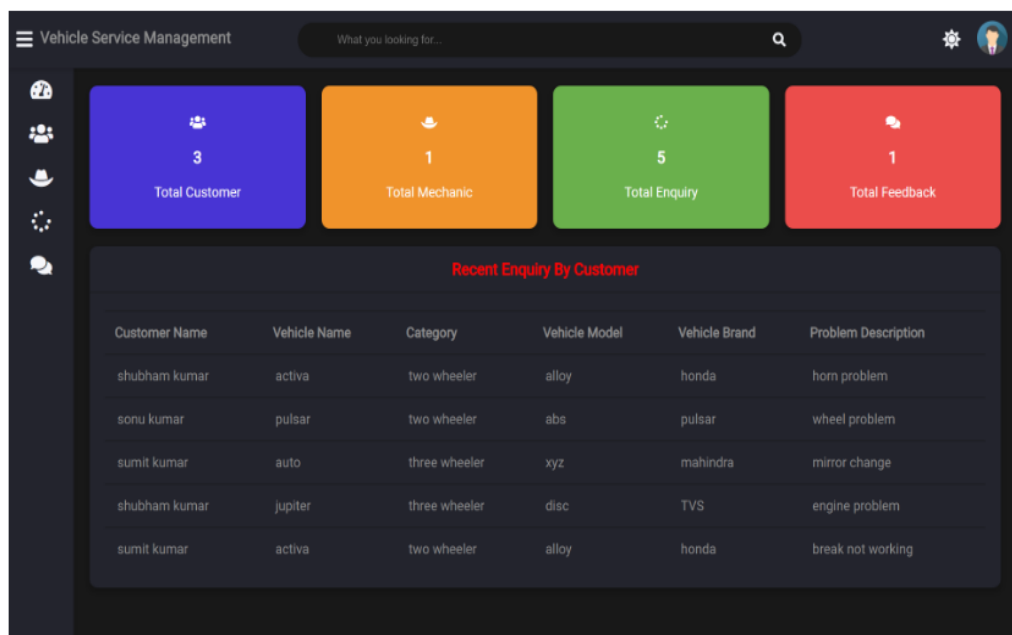 Vehicle Service Management
What you looking for...
3
Total Customer
1
Total Mechanic
5
Total Enquiry
1
Total Feedback
Recent Enquiry By Customer
Customer Name Vehicle Name Category Vehicle Model Vehicle Brand Problem Description
shubham kumar activa two wheeler alloy honda horn problem
sonu kumar pulsar two wheeler abs pulsar wheel problem
sumit kumar auto three wheeler xyz mahindra mirror change
shubham kumar jupiter three wheeler disc TVS engine problem
sumit kumar activa two wheeler alloy honda break not working